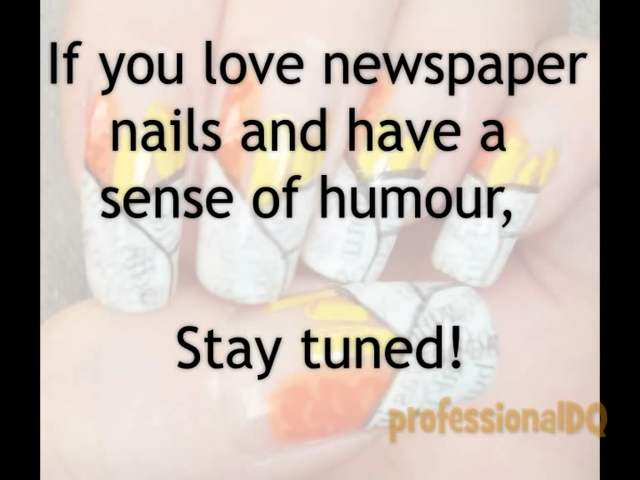 If you love newspaper
nails and have a
sense of humour,
Stay tuned!
professionalDQ